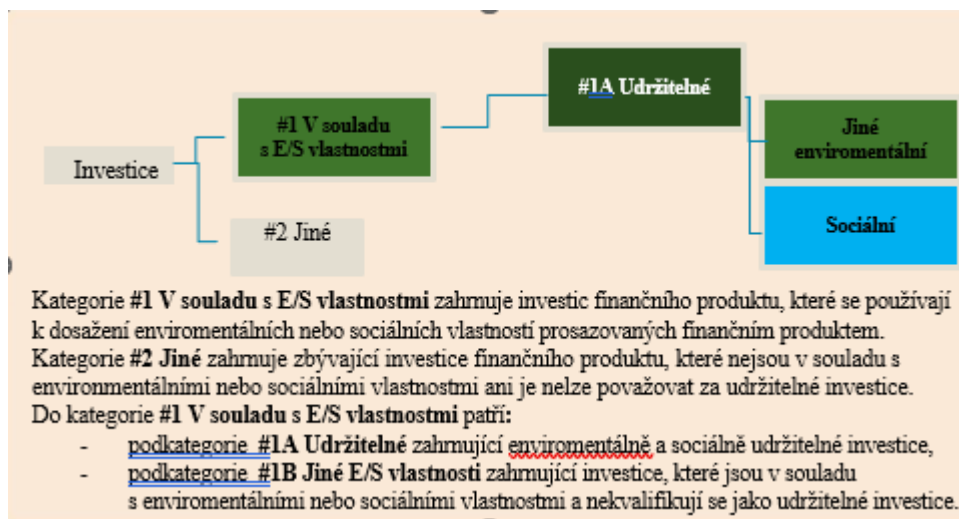 #1A Udržitelné
#1 V souladu
s E/S vlastnostmi
Jiné
enviromentální
Investice
Sociální
#2 Jiné
Kategorie #1 V souladu s E/S vlastnostmi zahrnuje investic finančního produktu, které se používají
k dosažení enviromentálních nebo sociálních vlastností prosazovaných finančním produktem.
Kategorie #2 Jiné zahrnuje zbývající investice finančního produktu, které nejsou v souladu s
environmentálními nebo sociálními vlastnostmi ani je nelze považovat za udržitelné investice.
Do kategorie #1 V souladu s E/S vlastnostmi patří:
- podkategorie #1A Udržitelné zahrnující enviromentálně a sociálně udržitelné investice,
- podkategorie #1B Jiné E/S vlastnosti zahrnující investice, které jsou v souladu
s enviromentálními nebo sociálními vlastnostmi a nekvalifikují se jako udržitelné investice.